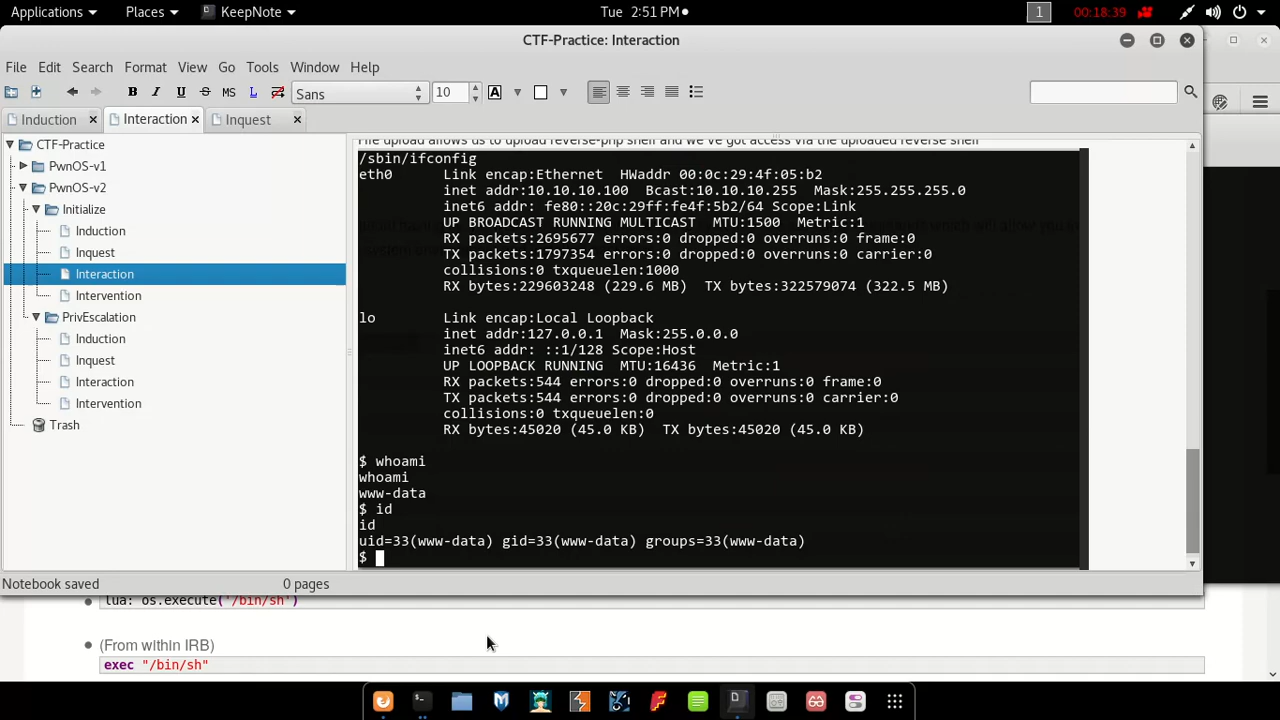 Applications Places KeepNote Tue 2:51 PM 1 00:18:39
CTF-Practice: Interaction
File Edit Search Format View Go Tools Window Help
B I U S MS L Sans 10 A
Induction Interaction Inquest
CTF-Practice
PwnOS-v1
PwnOS-v2
Initialize
Induction
Inquest
Interaction
Intervention
PrivEscalation
Induction
Inquest
Interaction
Intervention
Trash
The upload allows us to upload reverse-php shell and we've got access via the uploaded reverse shell
/sbin/ifconfig
eth0 Link encap:Ethernet HWaddr 00:0c:29:4f:05:b2
inet addr:10.10.10.100 Bcast:10.10.10.255 Mask:255.255.255.0
inet6 addr: fe80::20c:29ff:fe4f:5b2/64 Scope:Link
UP BROADCAST RUNNING MULTICAST MTU:1500 Metric:1
RX packets:2695677 errors:0 dropped:0 overruns:0 frame:0
TX packets:1797354 errors:0 dropped:0 overruns:0 carrier:0
collisions:0 txqueuelen:1000
RX bytes:229603248 (229.6 MB) TX bytes:322579074 (322.5 MB)
lo Link encap:Local Loopback
inet addr:127.0.0.1 Mask:255.0.0.0
inet6 addr: ::1/128 Scope:Host
UP LOOPBACK RUNNING MTU:16436 Metric:1
RX packets:544 errors:0 dropped:0 overruns:0 frame:0
TX packets:544 errors:0 dropped:0 overruns:0 carrier:0
collisions:0 txqueuelen:0
RX bytes:45020 (45.0 KB) TX bytes:45020 (45.0 KB)
$ whoami
whoami
www-data
$ id
id
uid=33(www-data) gid=33(www-data) groups=33(www-data)
$
Notebook saved 0 pages
lua: os.execute('/bin/sh')
(From within IRB)
exec "/bin/sh"